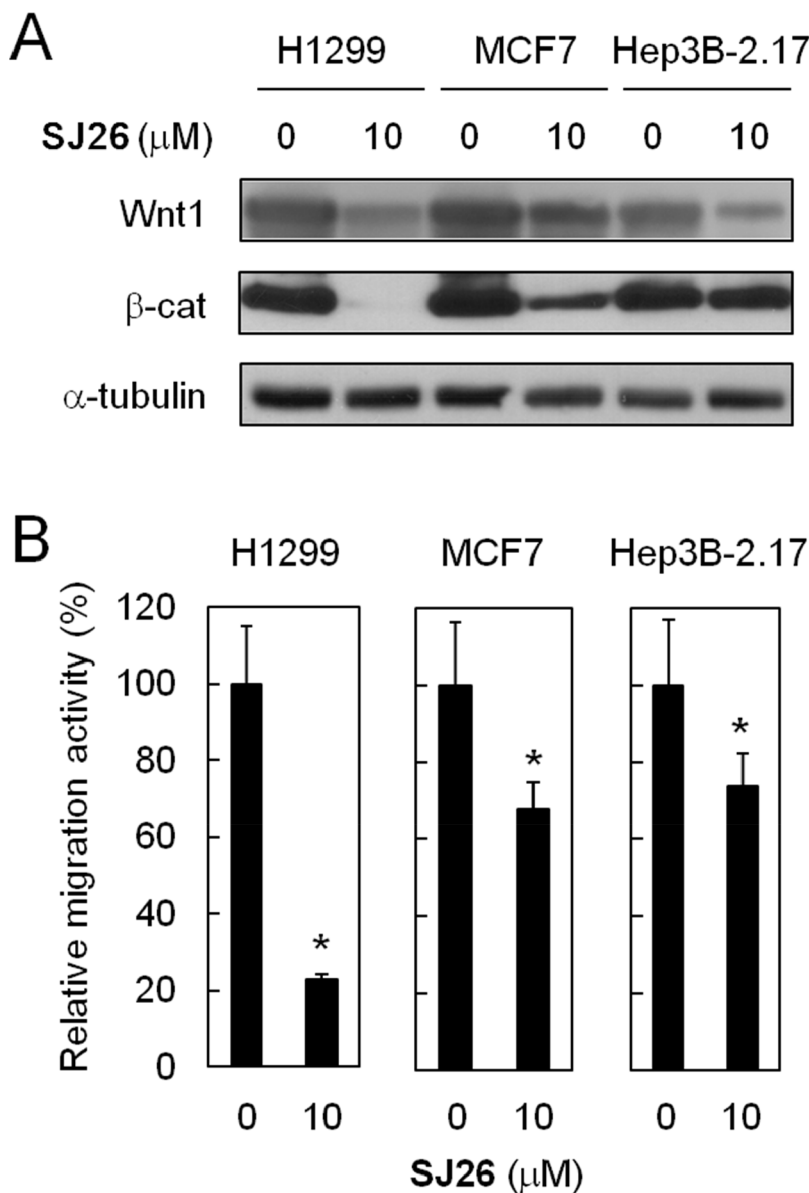 A
H1299 MCF7 Hep3B-2.17
SJ26 (μM) 0 10 0 10 0 10
Wnt1
β-cat
α-tubulin
B
H1299 MCF7 Hep3B-2.17
Relative migration activity (%)
120
100
80
60
40
20
0
* * *
0 10 0 10 0 10
SJ26 (μM)